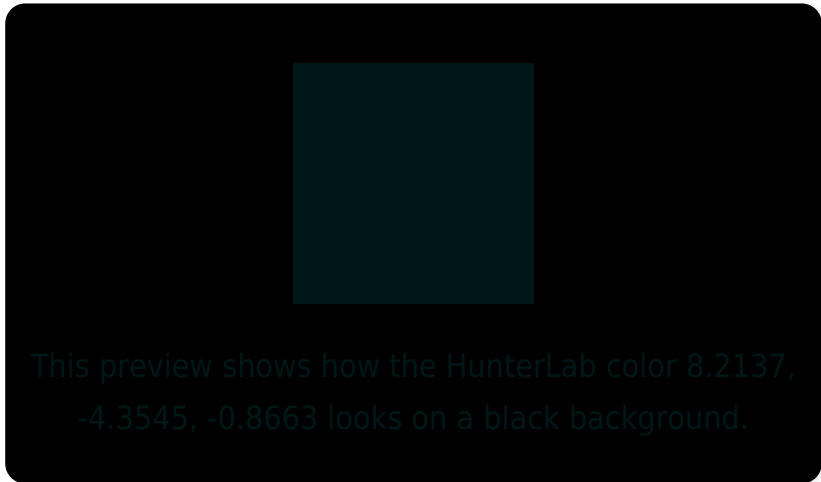 This preview shows how the HunterLab color 8.2137,
-4.3545, -0.8663 looks on a black background.